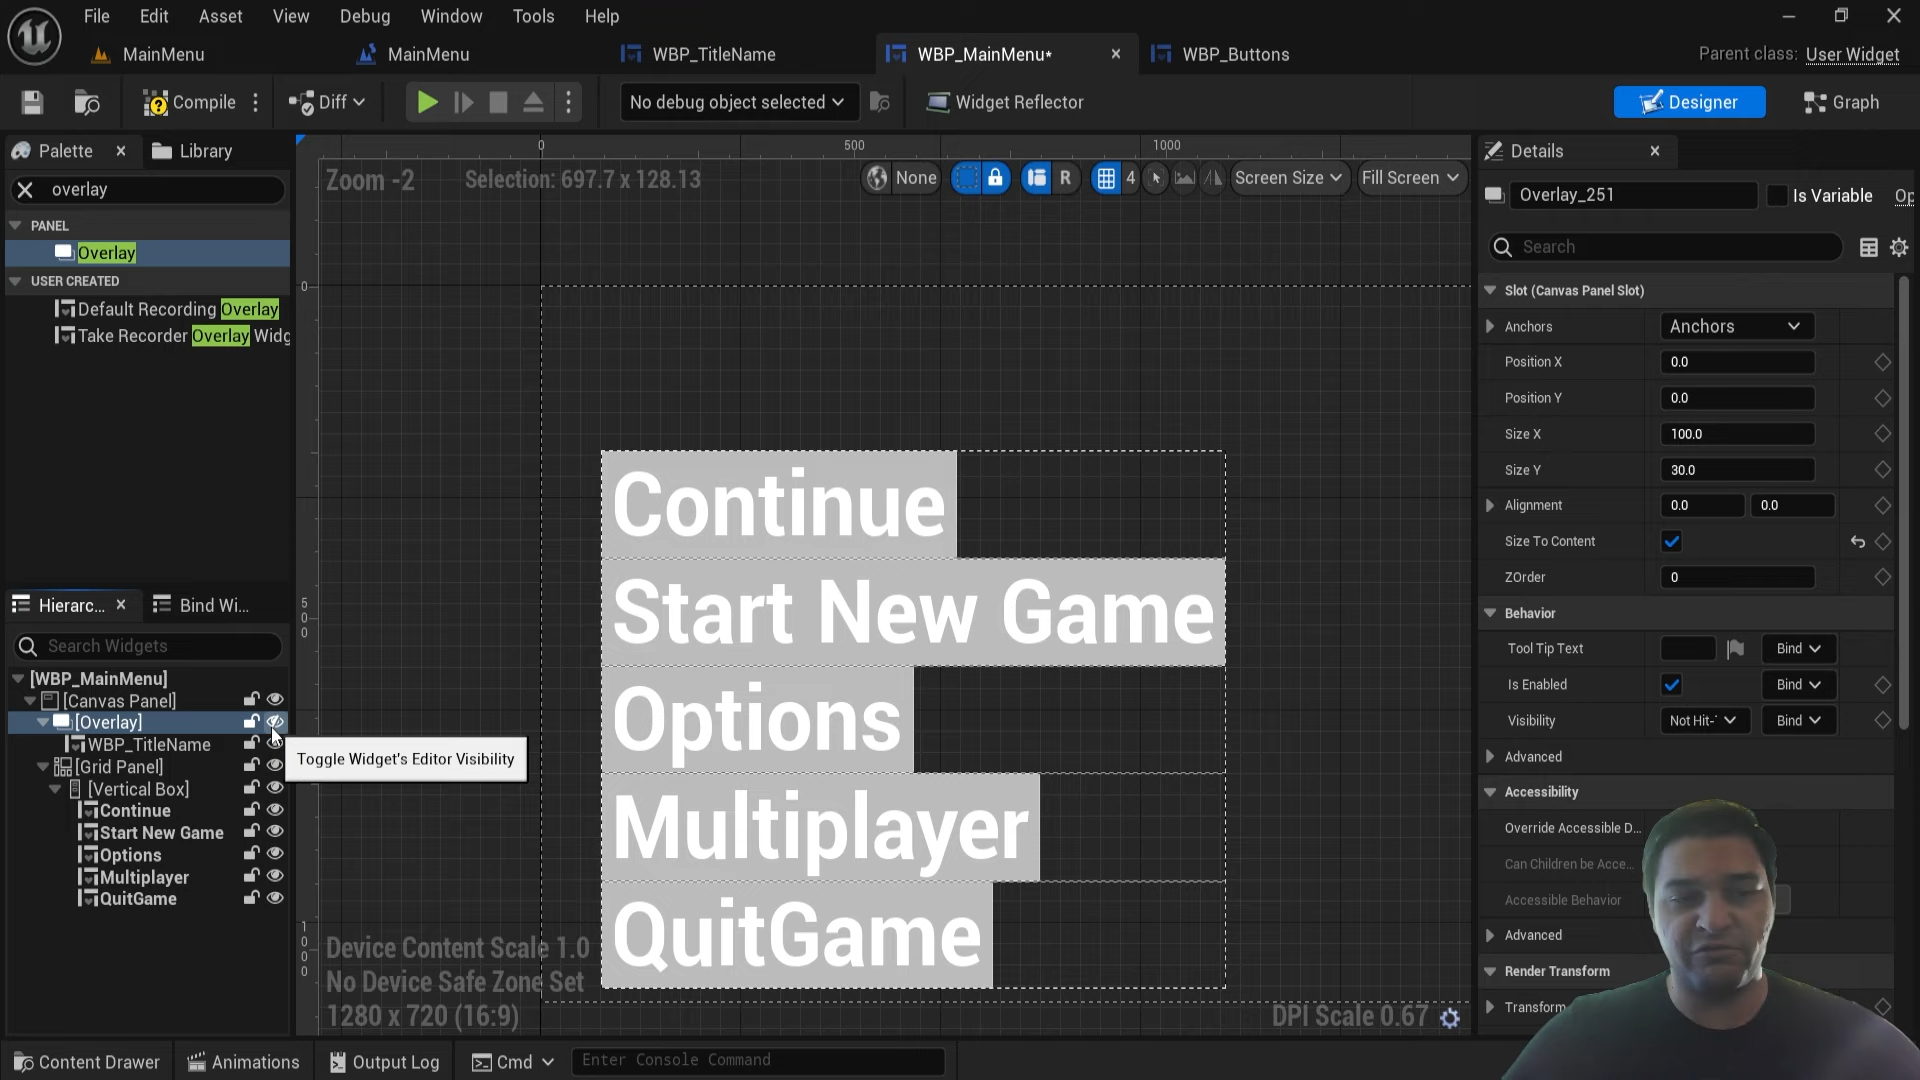 File Edit Asset View Debug Window Tools Help
MainMenu MainMenu WBP_TitleName WBP_MainMenu* WBP_Buttons Parent class: User Widget
Compile Diff No debug object selected Widget Reflector Designer Graph
Palette Library
overlay
PANEL
Overlay
USER CREATED
Default Recording Overlay
Take Recorder Overlay Widg
Hierarc... Bind Wi...
Search Widgets
[WBP_MainMenu]
[Canvas Panel]
[Overlay]
WBP_TitleName
[Grid Panel]
[Vertical Box]
Continue
Start New Game
Options
Multiplayer
QuitGame
Toggle Widget's Editor Visibility
0 500 1000
Zoom -2 Selection: 697.7 x 128.13 None R 4 Screen Size Fill Screen
0
500
1000
Continue
Start New Game
Options
Multiplayer
QuitGame
Device Content Scale 1.0
No Device Safe Zone Set
1280 x 720 (16:9) DPI Scale 0.67
Details
Overlay_251 Is Variable Op
Search
Slot (Canvas Panel Slot)
Anchors Anchors
Position X 0.0
Position Y 0.0
Size X 100.0
Size Y 30.0
Alignment 0.0 0.0
Size To Content
ZOrder 0
Behavior
Tool Tip Text Bind
Is Enabled Bind
Visibility Not Hit-T Bind
Advanced
Accessibility
Override Accessible D...
Can Children be Acce...
Accessible Behavior
Advanced
Render Transform
Transform
Content Drawer Animations Output Log Cmd Enter Console Command